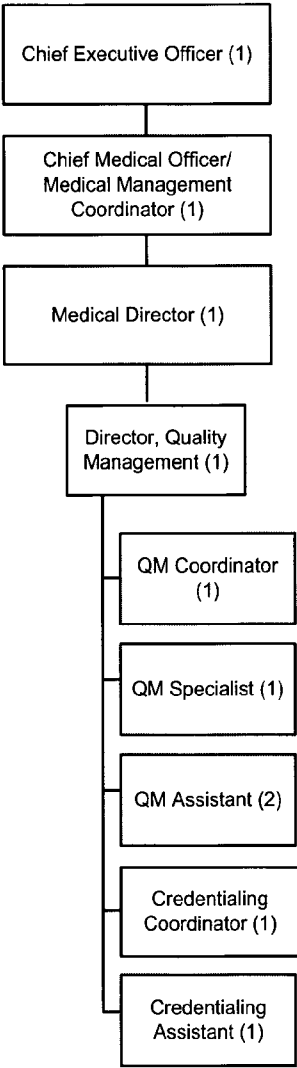 Chief Executive Officer (1)
Chief Medical Officer/
Medical Management
Coordinator (1)
Medical Director (1)
Director, Quality
Management (1)
QM Coordinator
(1)
QM Specialist (1)
QM Assistant (2)
Credentialing
Coordinator (1)
Credentialing
Assistant (1)